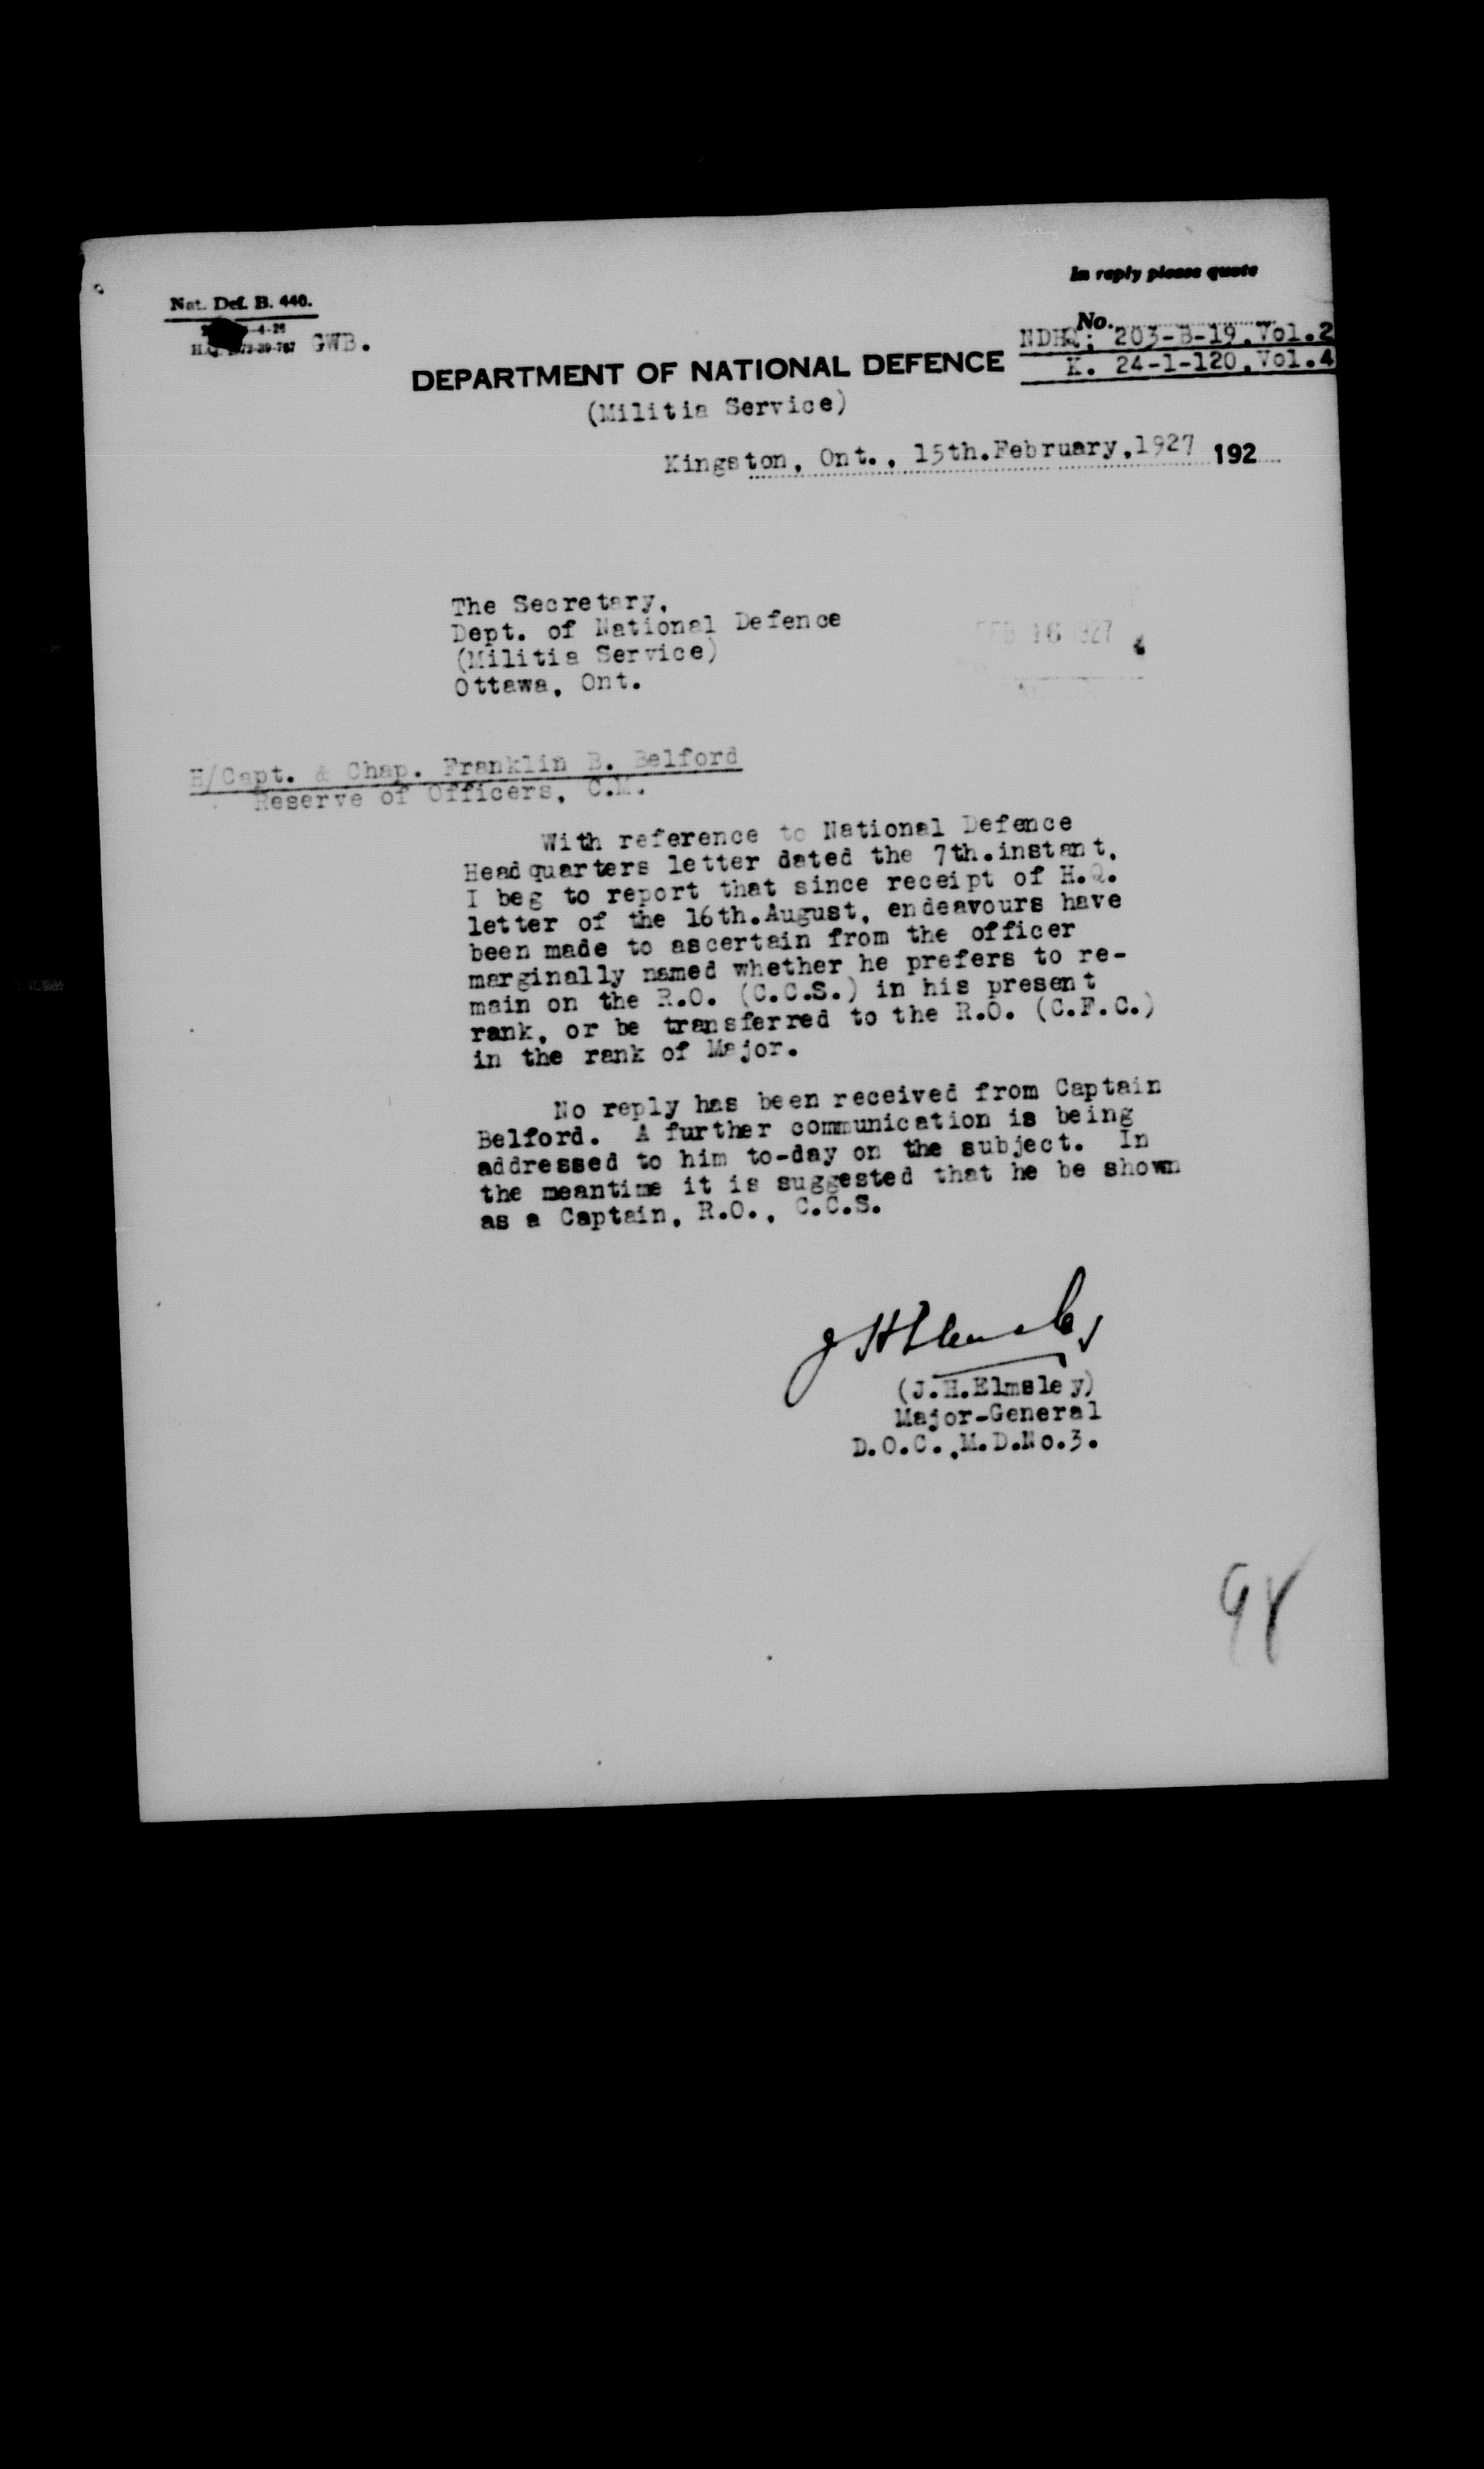 In reply please quote
Nat. Def. B. 440.
4-26
GWB.
No.
NDHQ; 203-B-19, Vol.2
K. 24-1-120, Vol.4
DEPARTMENT OF NATIONAL DEFENCE
(Militia Service)
Kingston, Ont., 15th.February,1927 192
The Secretary,
Dept. of National Defence
(Militia Service)
Ottawa, Ont.
FEB 16 1927
H/Capt. & Chap. Franklin B. Belford
Reserve of Officers, C.M.
With reference to National Defence
Headquarters letter dated the 7th.instant,
I beg to report that since receipt of H.Q.
letter of the 16th.August, endeavours have
been made to ascertain from the officer
marginally named whether he prefers to re-
main on the R.O. (C.C.S.) in his present
rank, or be transferred to the R.O. (C.F.C.)
in the rank of Major.
No reply has been received from Captain
Belford. A further communication is being
addressed to him to-day on the subject. In
the meantime it is suggested that he be shown
as a Captain, R.O., C.C.S.
J H Elmsley
(J.H.Elmsley)
Major-General
D.O.C.,M.D.No.3.
98